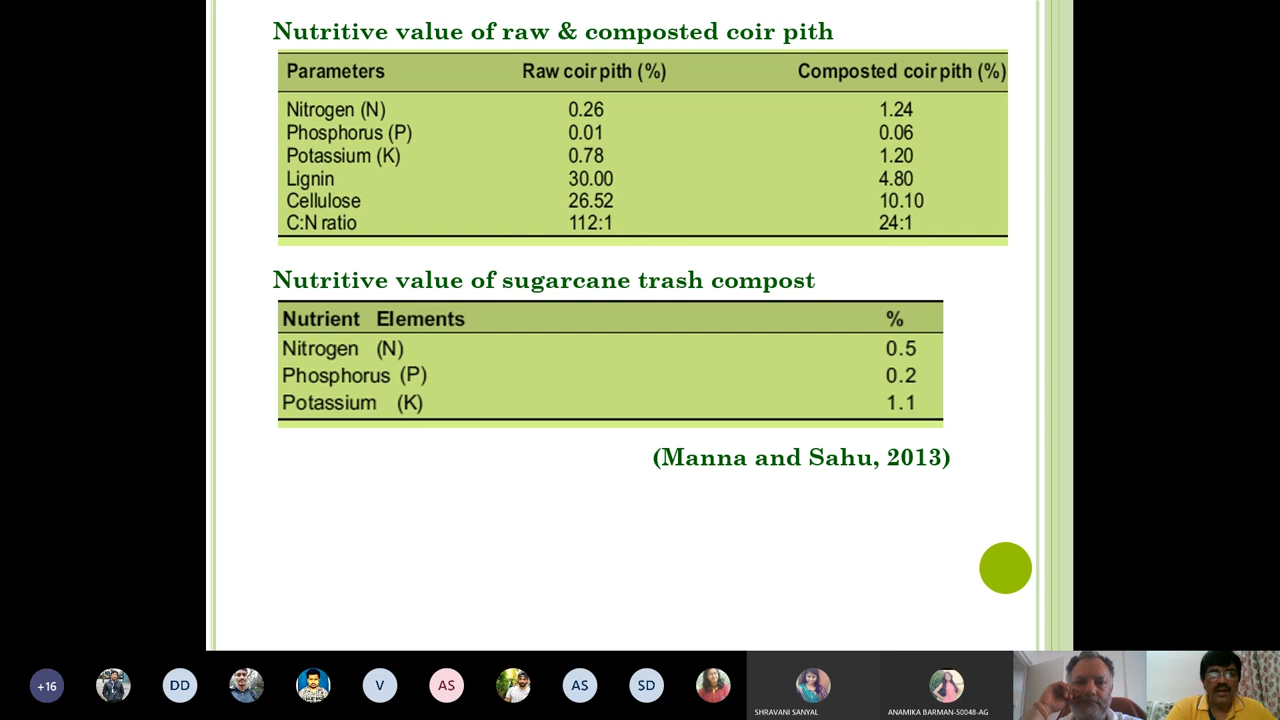 Nutritive value of raw & composted coir pith
Parameters Raw coir pith (%) Composted coir pith (%)
Nitrogen (N) 0.26 1.24
Phosphorus (P) 0.01 0.06
Potassium (K) 0.78 1.20
Lignin 30.00 4.80
Cellulose 26.52 10.10
C:N ratio 112:1 24:1
Nutritive value of sugarcane trash compost
Nutrient Elements %
Nitrogen (N) 0.5
Phosphorus (P) 0.2
Potassium (K) 1.1
(Manna and Sahu, 2013)
+16 DD V AS AS SD
SHRAVANI SANYAL ANAMIKA BARMAN-50048-AG